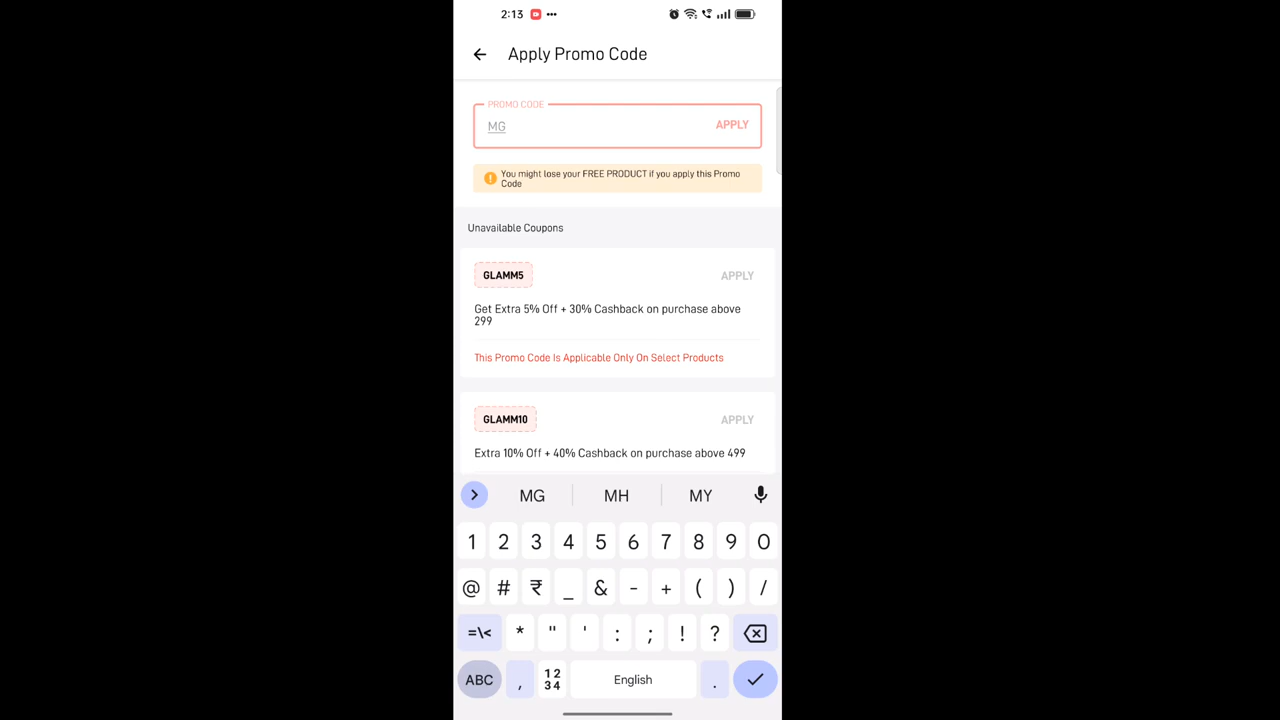 2:13
Apply Promo Code
PROMO CODE
MG
APPLY
You might lose your FREE PRODUCT if you apply this Promo
Code
Unavailable Coupons
GLAMM5
APPLY
Get Extra 5% Off + 30% Cashback on purchase above
299
This Promo Code Is Applicable Only On Select Products
GLAMM10
APPLY
Extra 10% Off + 40% Cashback on purchase above 499
MG MH MY
1 2 3 4 5 6 7 8 9 0
@ # ₹ _ & - + ( ) /
=\< * " ' : ; ! ?
ABC , 12 34 English .